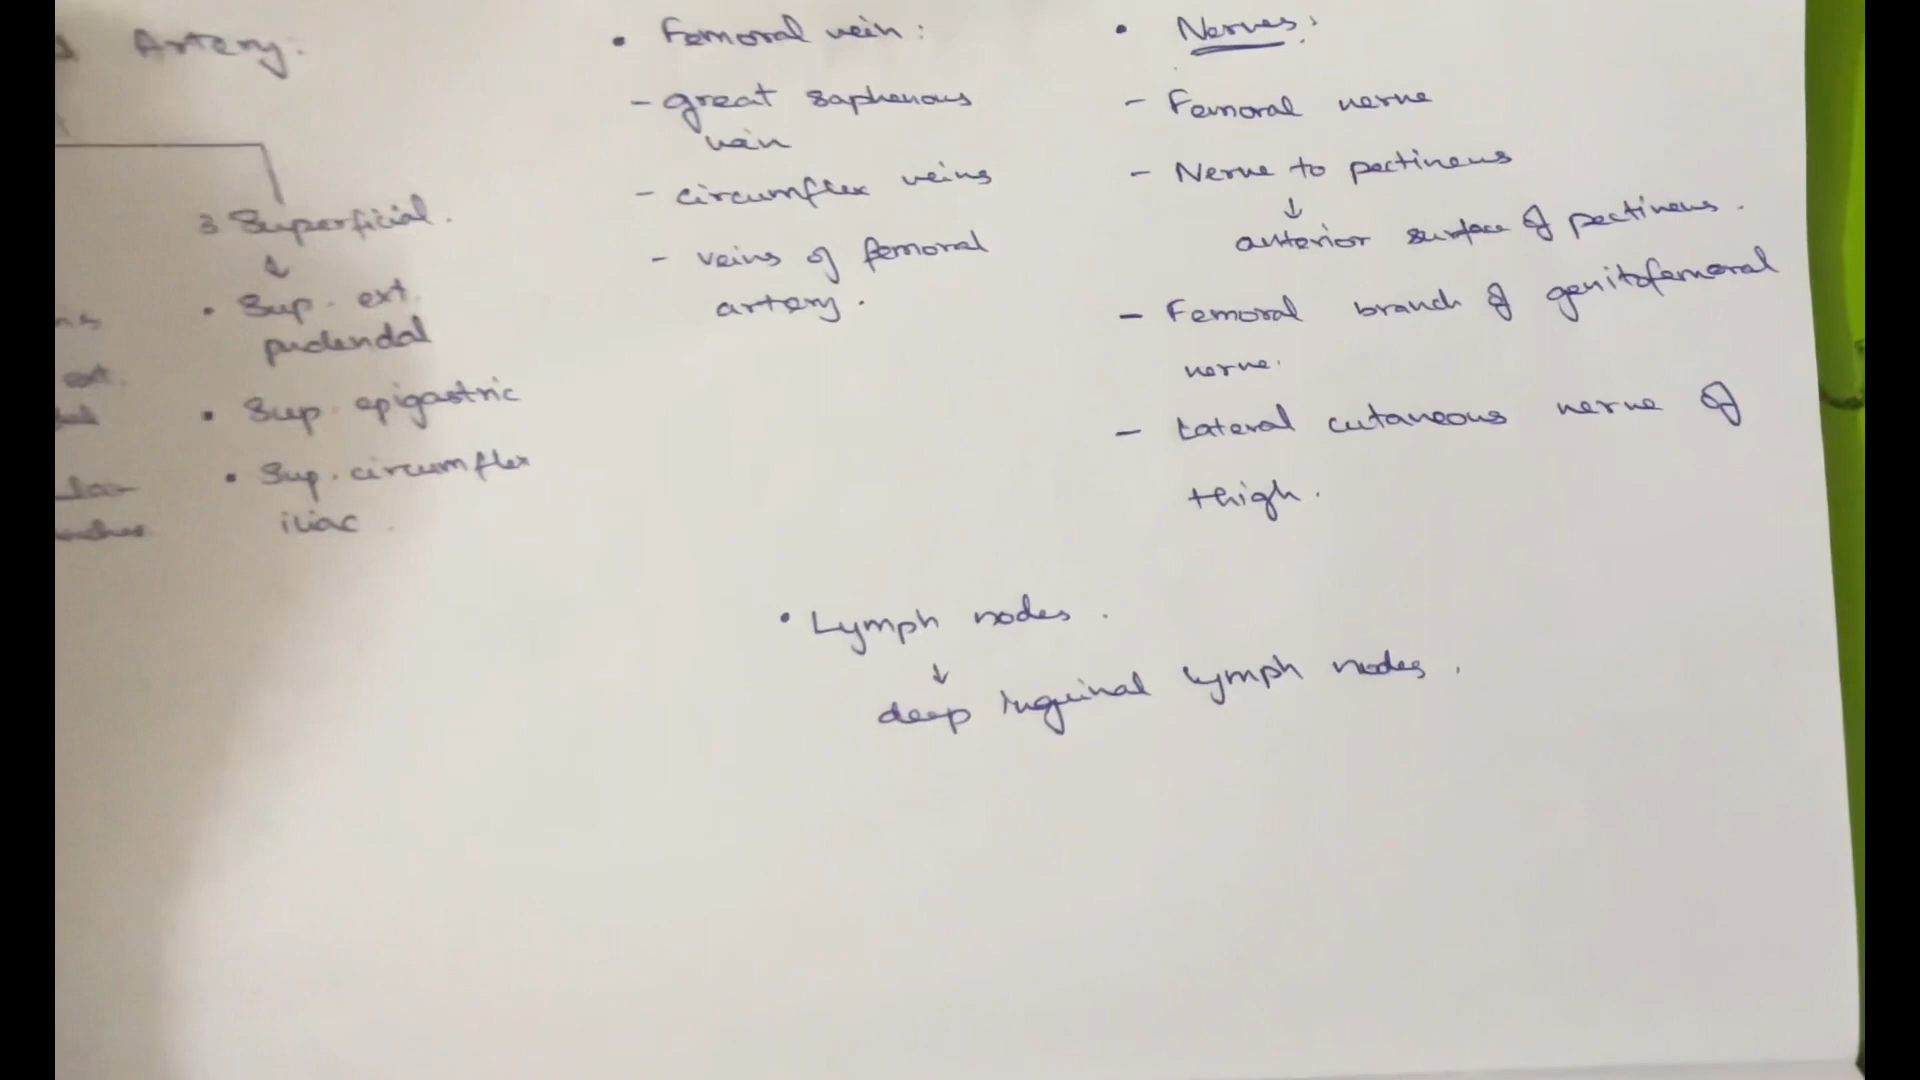 Artery.
3 Superficial.
↓
• Sup. ext.
pudendal
• Sup. epigastric
• Sup. circumflex
iliac.
ext.
• Femoral vein:
- great saphenous
vein
- circumflex veins
- veins of femoral
artery.
• Nerves:
- Femoral nerve
- Nerve to pectineus
↓
anterior surface of pectineus.
- Femoral branch of genitofemoral
nerve.
- Lateral cutaneous nerve of
thigh.
• Lymph nodes.
↓
deep inguinal lymph nodes.